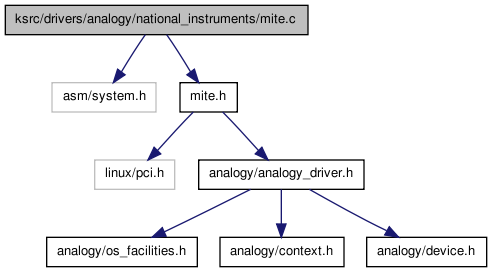 ksrc/drivers/analogy/national_instruments/mite.c
asm/system.h
mite.h
linux/pci.h
analogy/analogy_driver.h
analogy/os_facilities.h
analogy/context.h
analogy/device.h